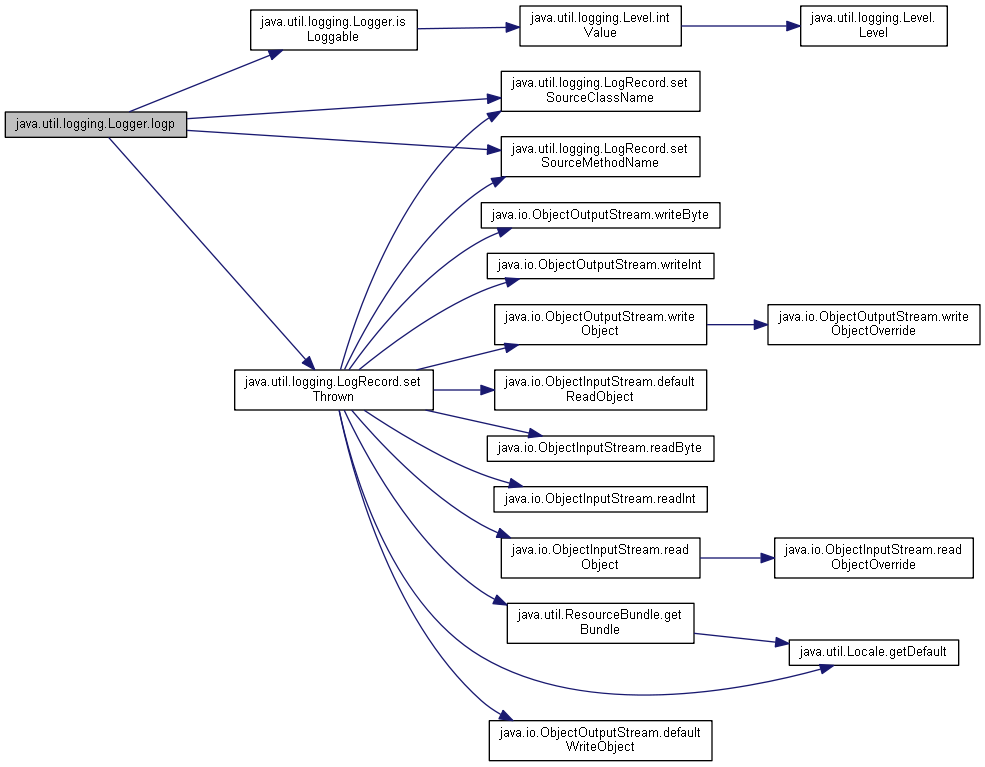 java.util.logging.Logger.is
Loggable
java.util.logging.Level.int
Value
java.util.logging.Level.
Level
java.util.logging.LogRecord.set
SourceClassName
java.util.logging.Logger.logp
java.util.logging.LogRecord.set
SourceMethodName
java.io.ObjectOutputStream.writeByte
java.io.ObjectOutputStream.writeInt
java.io.ObjectOutputStream.write
Object
java.io.ObjectOutputStream.write
ObjectOverride
java.util.logging.LogRecord.set
Thrown
java.io.ObjectInputStream.default
ReadObject
java.io.ObjectInputStream.readByte
java.io.ObjectInputStream.readInt
java.io.ObjectInputStream.read
Object
java.io.ObjectInputStream.read
ObjectOverride
java.util.ResourceBundle.get
Bundle
java.util.Locale.getDefault
java.io.ObjectOutputStream.default
WriteObject